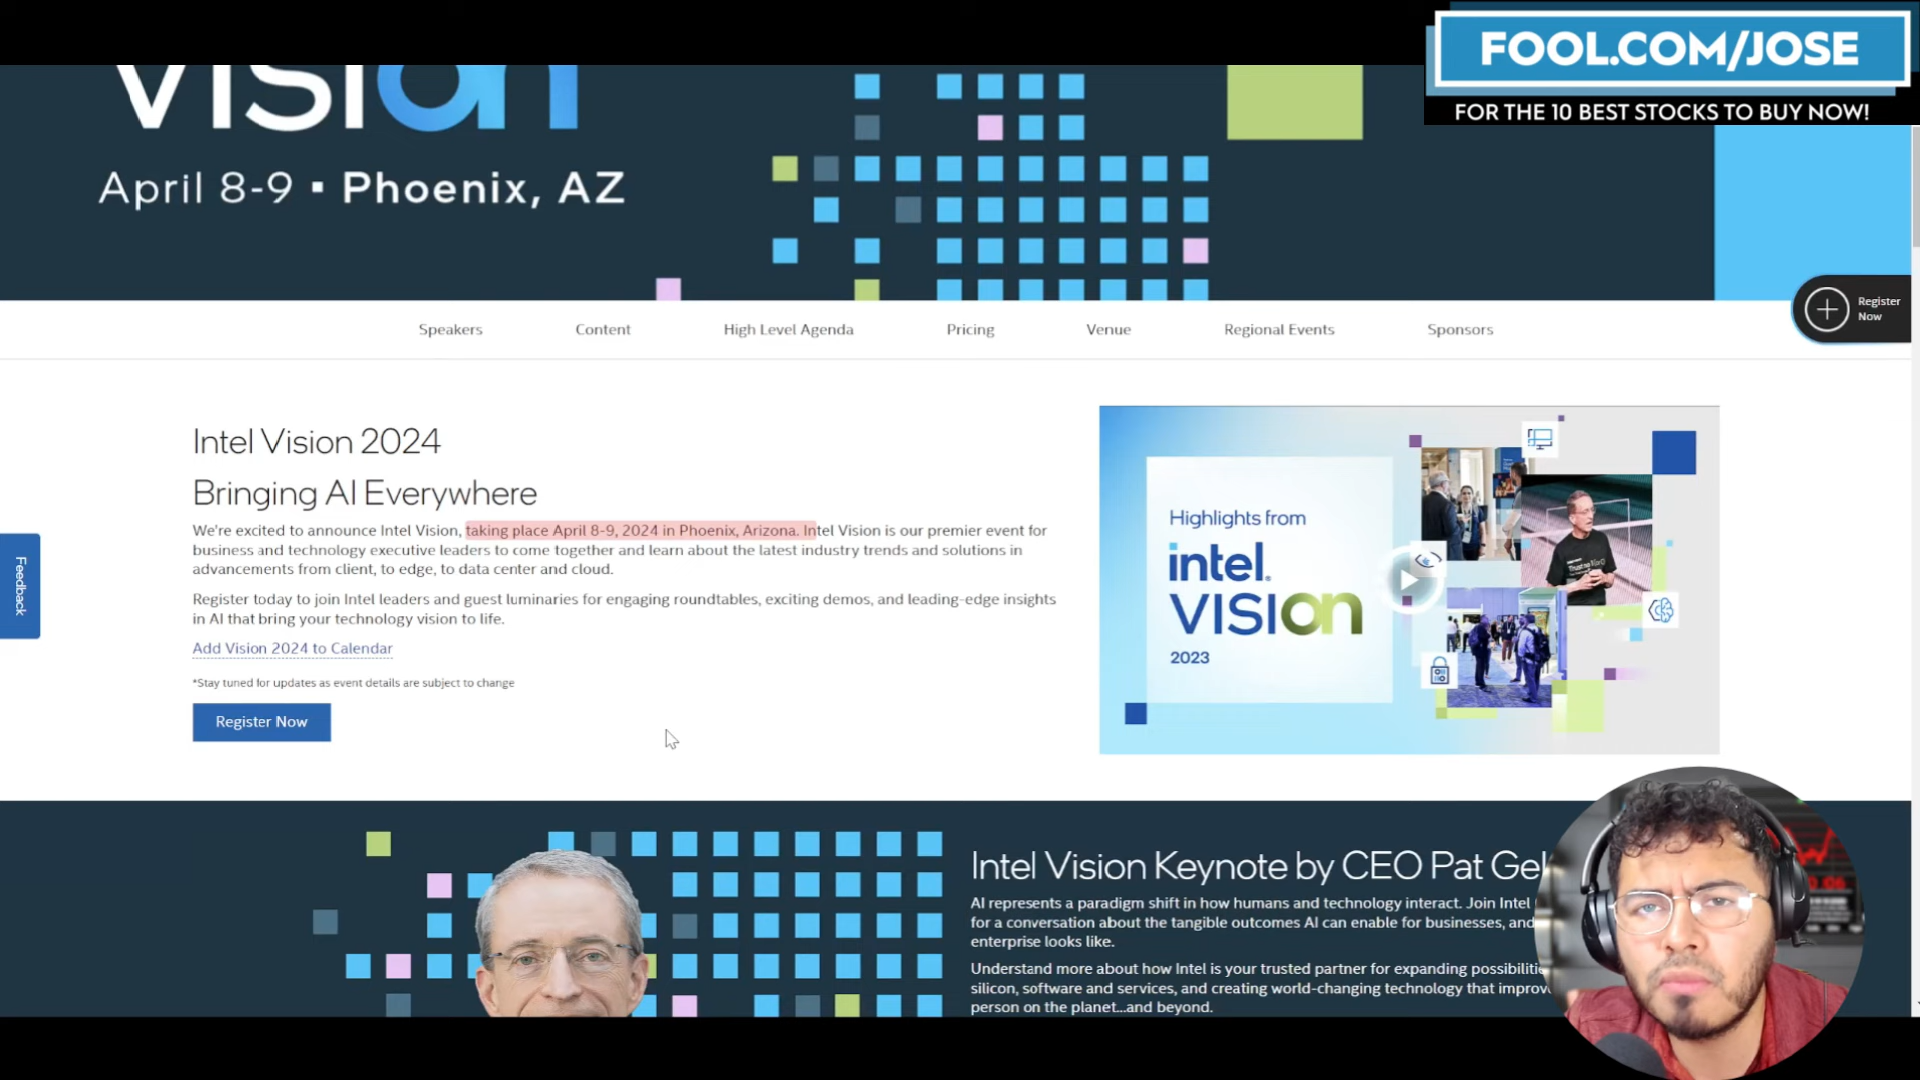 FOOL.COM/JOSE
FOR THE 10 BEST STOCKS TO BUY NOW!
VISION
April 8-9 ▪ Phoenix, AZ
Register
Now
Speakers
Content
High Level Agenda
Pricing
Venue
Regional Events
Sponsors
Intel Vision 2024
Bringing AI Everywhere
We're excited to announce Intel Vision, taking place April 8-9, 2024 in Phoenix, Arizona. Intel Vision is our premier event for
business and technology executive leaders to come together and learn about the latest industry trends and solutions in
advancements from client, to edge, to data center and cloud.
Register today to join Intel leaders and guest luminaries for engaging roundtables, exciting demos, and leading-edge insights
in AI that bring your technology vision to life.
Add Vision 2024 to Calendar
*Stay tuned for updates as event details are subject to change
Register Now
Feedback
Highlights from
intel.
VISION
2023
Intel Vision Keynote by CEO Pat Gel
AI represents a paradigm shift in how humans and technology interact. Join Intel
for a conversation about the tangible outcomes AI can enable for businesses, and
enterprise looks like.
Understand more about how Intel is your trusted partner for expanding possibiliti
silicon, software and services, and creating world-changing technology that improv
person on the planet...and beyond.